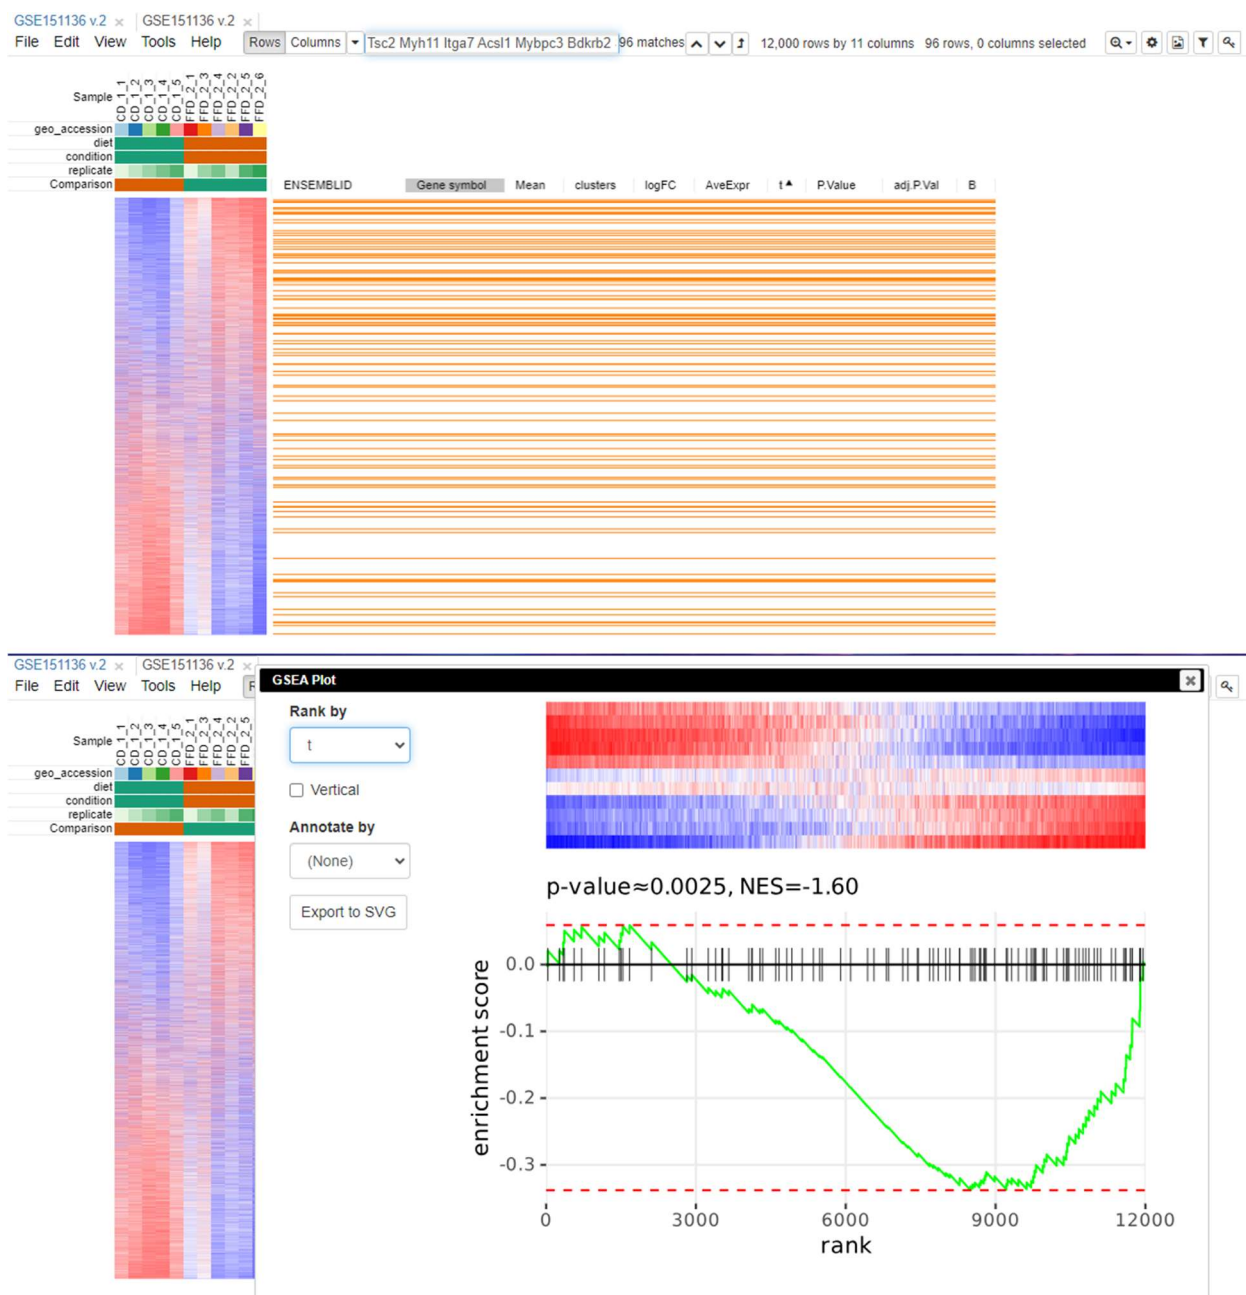 GSE151136 v.2 × GSE151136 v.2 ×
File Edit View Tools Help Rows Columns Tsc2 Myh11 Itga7 Acsl1 Mybpc3 Bdkrb2 96 matches 12,000 rows by 11 columns 96 rows, 0 columns selected
Sample CD_1_1 CD_1_2 CD_1_3 CD_1_4 CD_1_5 FFD_2_1 FFD_2_3 FFD_2_4 FFD_2_2 FFD_2_5 FFD_2_6
geo_accession
diet
condition
replicate
Comparison ENSEMBLID Gene symbol Mean clusters logFC AveExpr t P.Value adj.P.Val B
GSE151136 v.2 × GSE151136 v.2 ×
File Edit View Tools Help
GSEA Plot
Rank by
t
Sample CD_1_1 CD_1_2 CD_1_3 CD_1_4 CD_1_5 FFD_2_1 FFD_2_3 FFD_2_4 FFD_2_2 FFD_2_5
geo_accession
diet
condition
replicate
Comparison
Vertical
Annotate by
(None)
Export to SVG
p-value≈0.0025, NES=-1.60
enrichment score
0.0
-0.1
-0.2
-0.3
0 3000 6000 9000 12000
rank